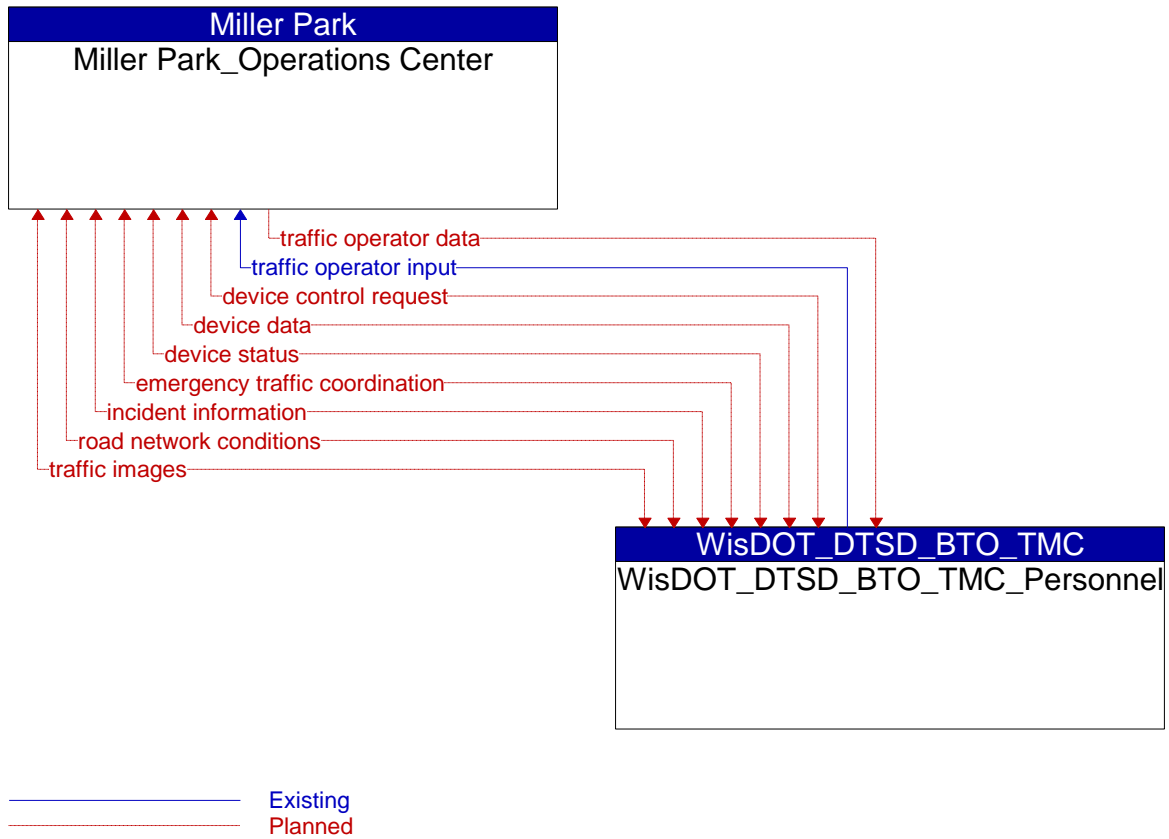 Miller Park
Miller Park_Operations Center
traffic operator data
traffic operator input
device control request
device data
device status
emergency traffic coordination
incident information
road network conditions
traffic images
WisDOT_DTSD_BTO_TMC
WisDOT_DTSD_BTO_TMC_Personnel
Existing
Planned